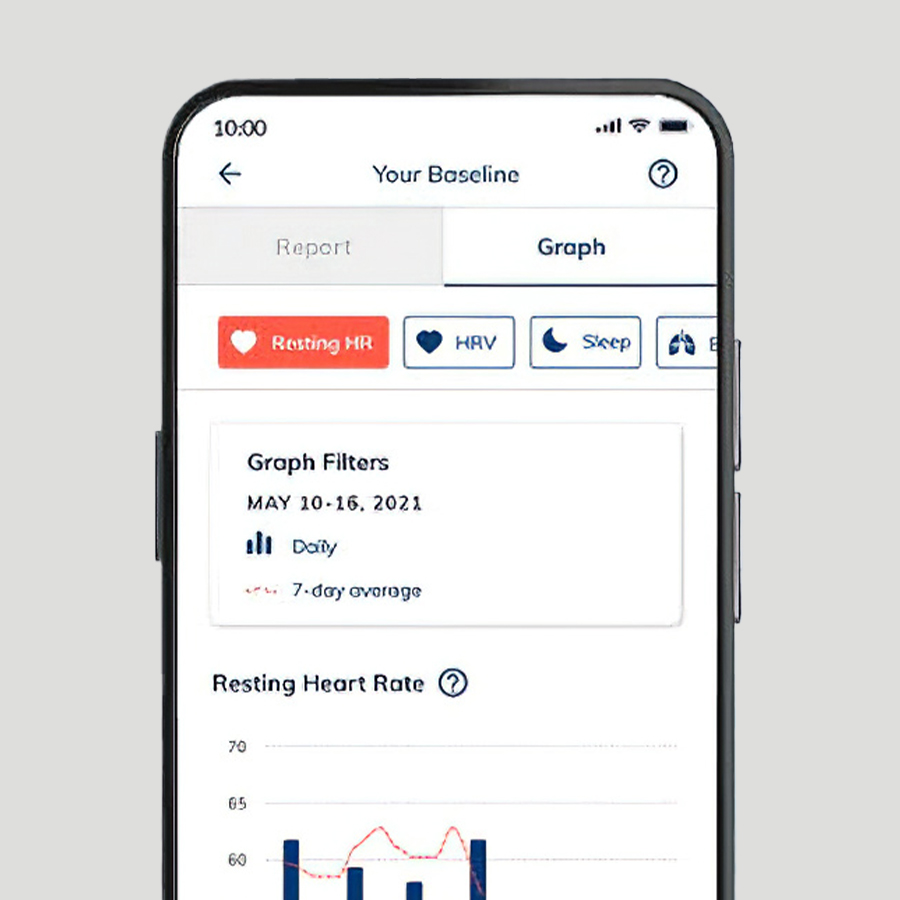 10:00
Your Baseline
Report
Graph
Resting HR
HRV
Sleep
Graph Filters
MAY 10-16, 2021
Daily
7-day average
Resting Heart Rate
70
65
60